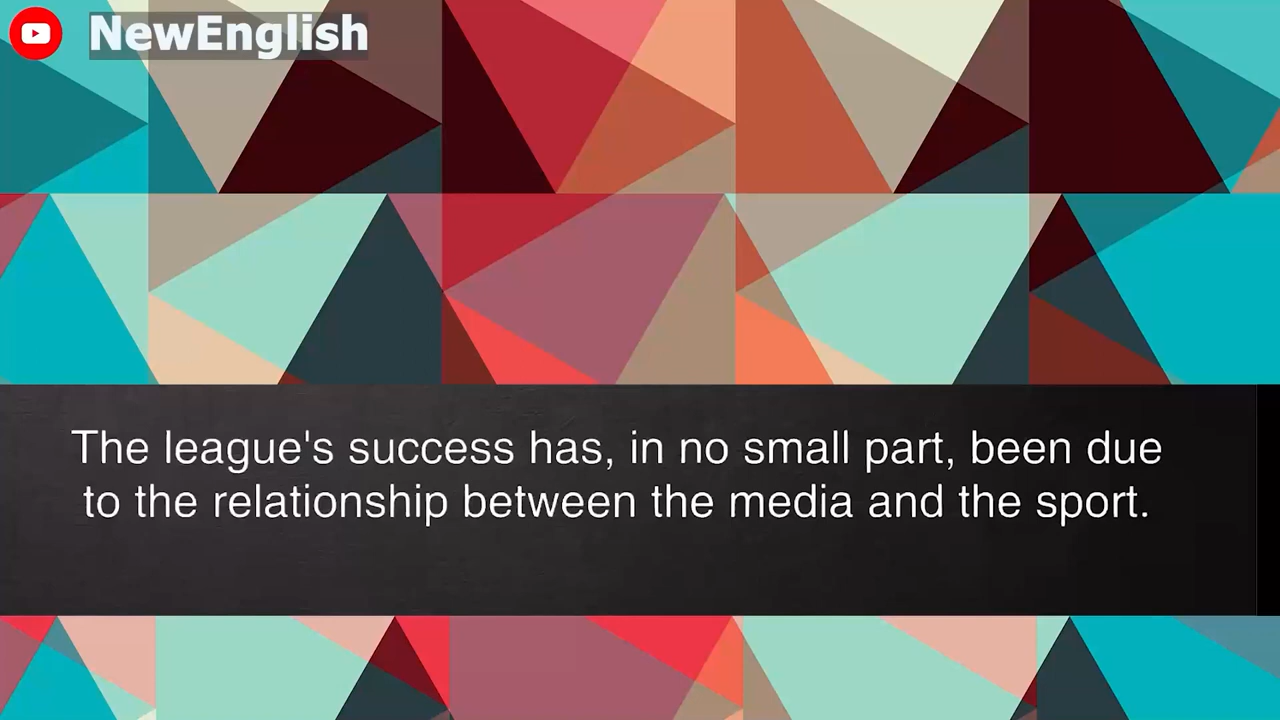 NewEnglish
The league's success has, in no small part, been due
to the relationship between the media and the sport.